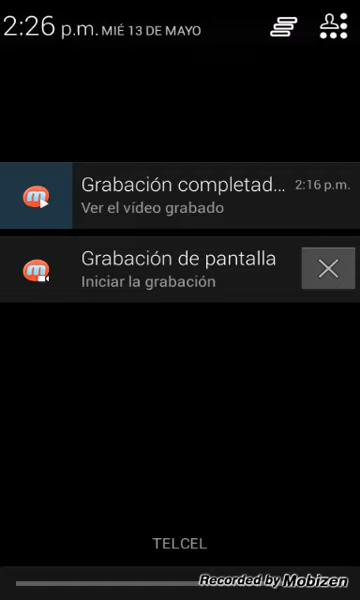 2:26 p.m. MIÉ 13 DE MAYO
Grabación completad... 2:16 p.m.
Ver el vídeo grabado
Grabación de pantalla
Iniciar la grabación
TELCEL
Recorded by Mobizen